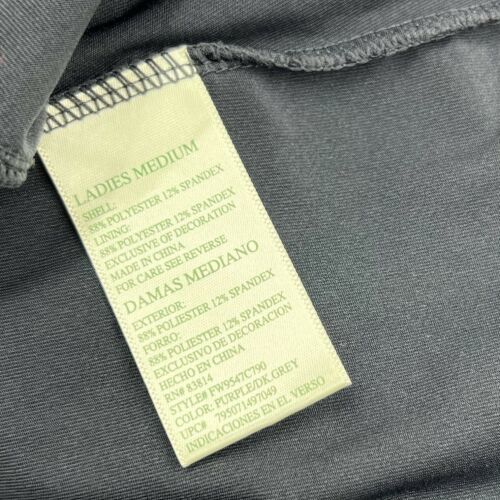 LADIES MEDIUM
SHELL:
88% POLYESTER 12% SPANDEX
LINING:
88% POLYESTER 12% SPANDEX
EXCLUSIVE OF DECORATION
MADE IN CHINA
FOR CARE SEE REVERSE
DAMAS MEDIANO
EXTERIOR:
88% POLIESTER 12% SPANDEX
FORRO:
88% POLIESTER 12% SPANDEX
EXCLUSIVO DE DECORACION
HECHO EN CHINA
RN# 83814
STYLE# FW9547C790
COLOR: PURPLE/DK.GREY
UPC# 795071497049
INDICACIONES EN EL VERSO